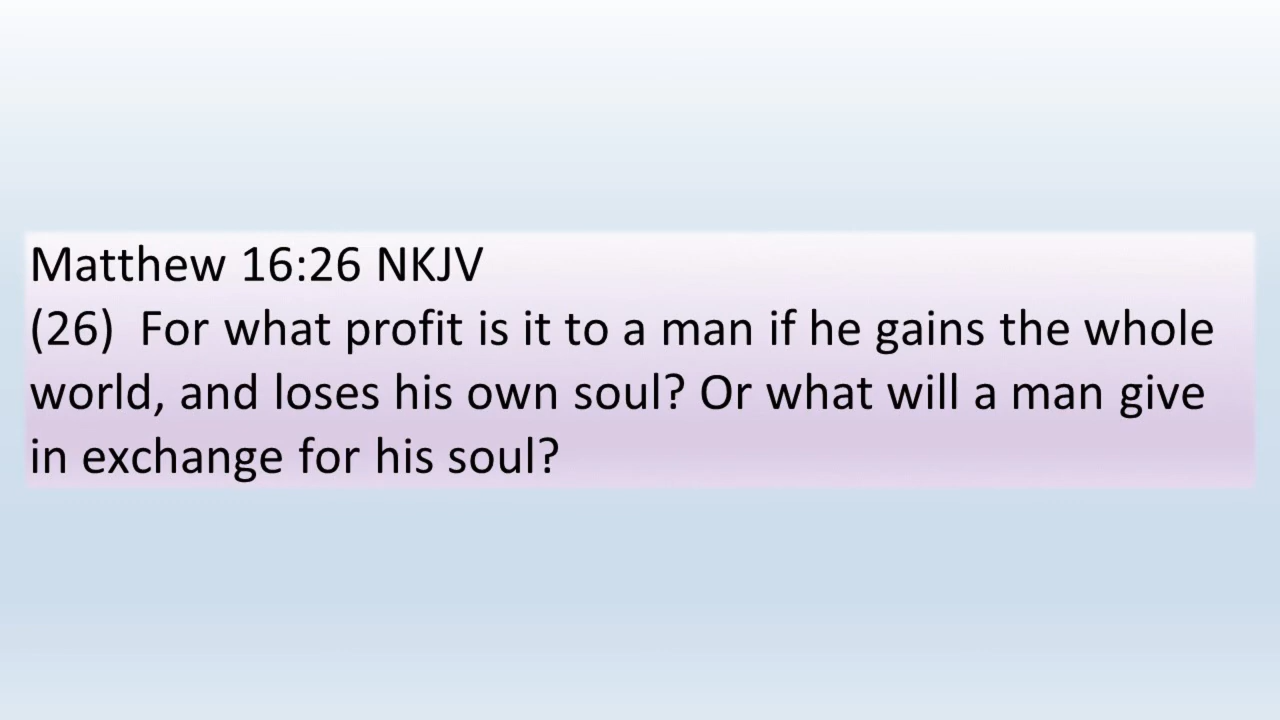 Matthew 16:26 NKJV
(26)  For what profit is it to a man if he gains the whole
world, and loses his own soul? Or what will a man give
in exchange for his soul?